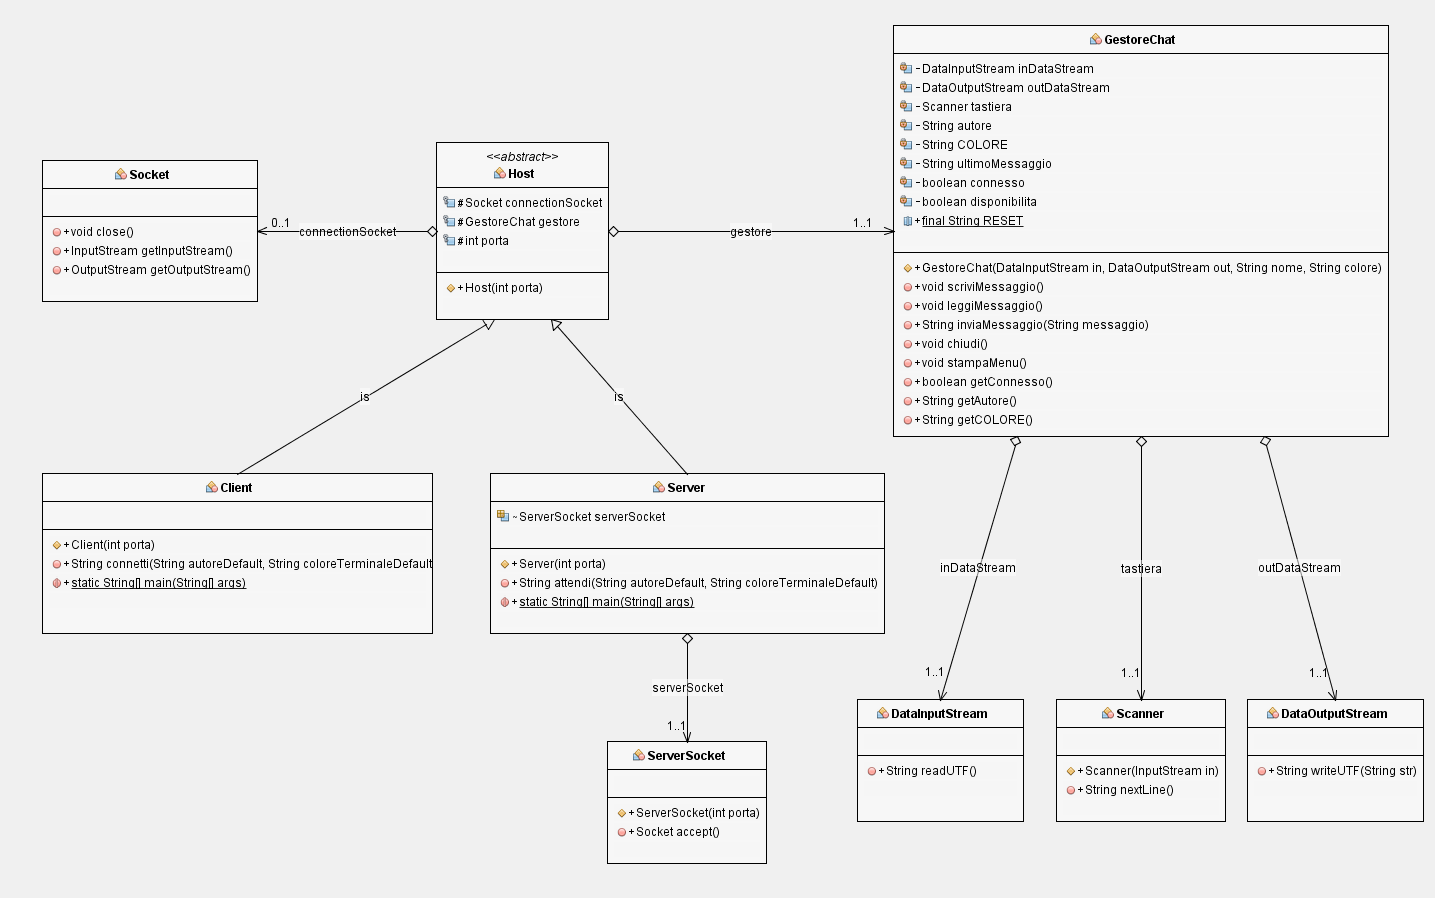 GestoreChat
-DataInputStream inDataStream
-DataOutputStream outDataStream
-Scanner tastiera
-String autore
-String COLORE
-String ultimoMessaggio
-boolean connesso
-boolean disponibilita
+final String RESET
+GestoreChat(DataInputStream in, DataOutputStream out, String nome, String colore)
+void scriviMessaggio()
+void leggiMessaggio()
+String inviaMessaggio(String messaggio)
+void chiudi()
+void stampaMenu()
+boolean getConnesso()
+String getAutore()
+String getCOLORE()
<<abstract>>
Host
#Socket connectionSocket
#GestoreChat gestore
#int porta
+Host(int porta)
Socket
+void close()
+InputStream getInputStream()
+OutputStream getOutputStream()
0..1
connectionSocket
gestore
1..1
is
is
Client
+Client(int porta)
+String connetti(String autoreDefault, String coloreTerminaleDefault
+static String[] main(String[] args)
Server
~ServerSocket serverSocket
+Server(int porta)
+String attendi(String autoreDefault, String coloreTerminaleDefault)
+static String[] main(String[] args)
inDataStream
tastiera
outDataStream
serverSocket
1..1
1..1
1..1
1..1
ServerSocket
+ServerSocket(int porta)
+Socket accept()
DataInputStream
+String readUTF()
Scanner
+Scanner(InputStream in)
+String nextLine()
DataOutputStream
+String writeUTF(String str)